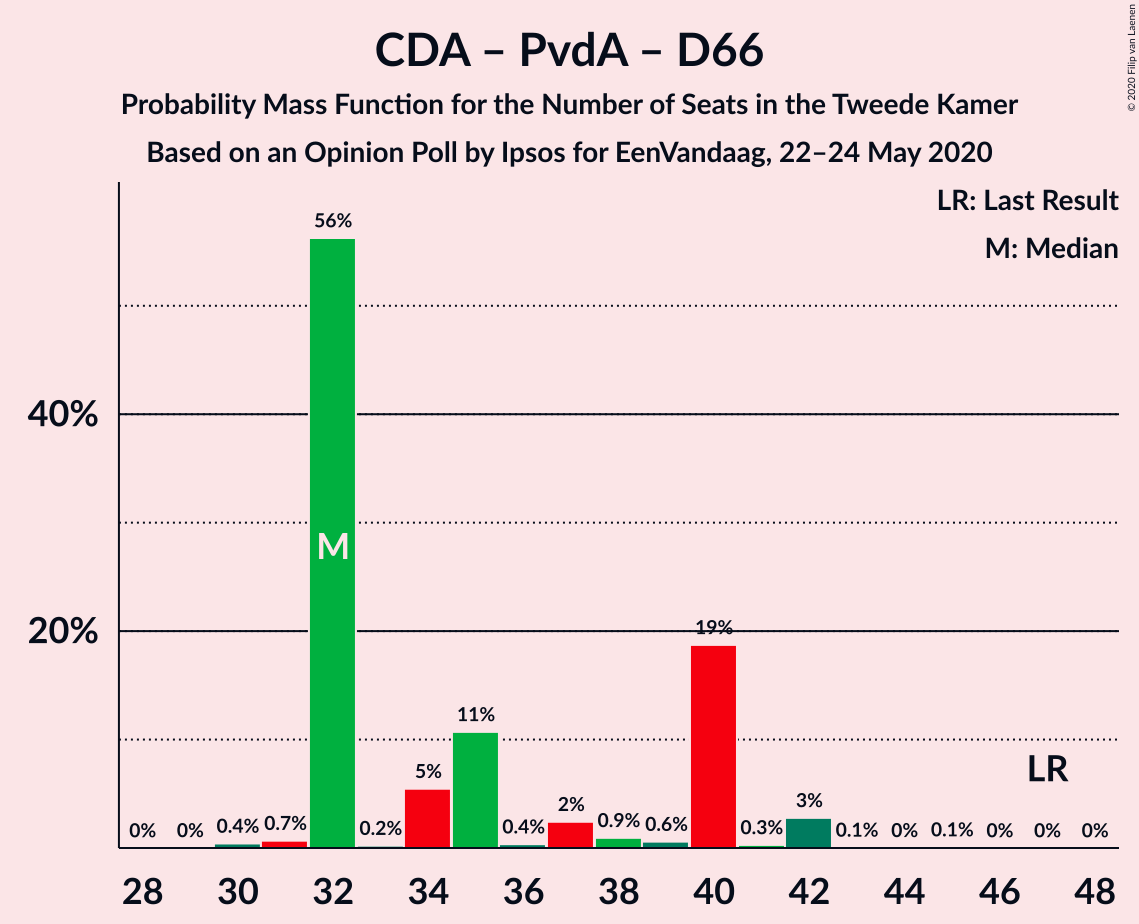 CDA – PvdA – D66
Probability Mass Function for the Number of Seats in the Tweede Kamer
Based on an Opinion Poll by Ipsos for EenVandaag, 22–24 May 2020
© 2020 Filip van Laenen
LR: Last Result
M: Median
40%
20%
0%
0%
0.4%
0.7%
56%
0.2%
5%
11%
0.4%
2%
0.9%
0.6%
19%
0.3%
3%
0.1%
0%
0.1%
0%
0%
0%
M
LR
28 30 32 34 36 38 40 42 44 46 48